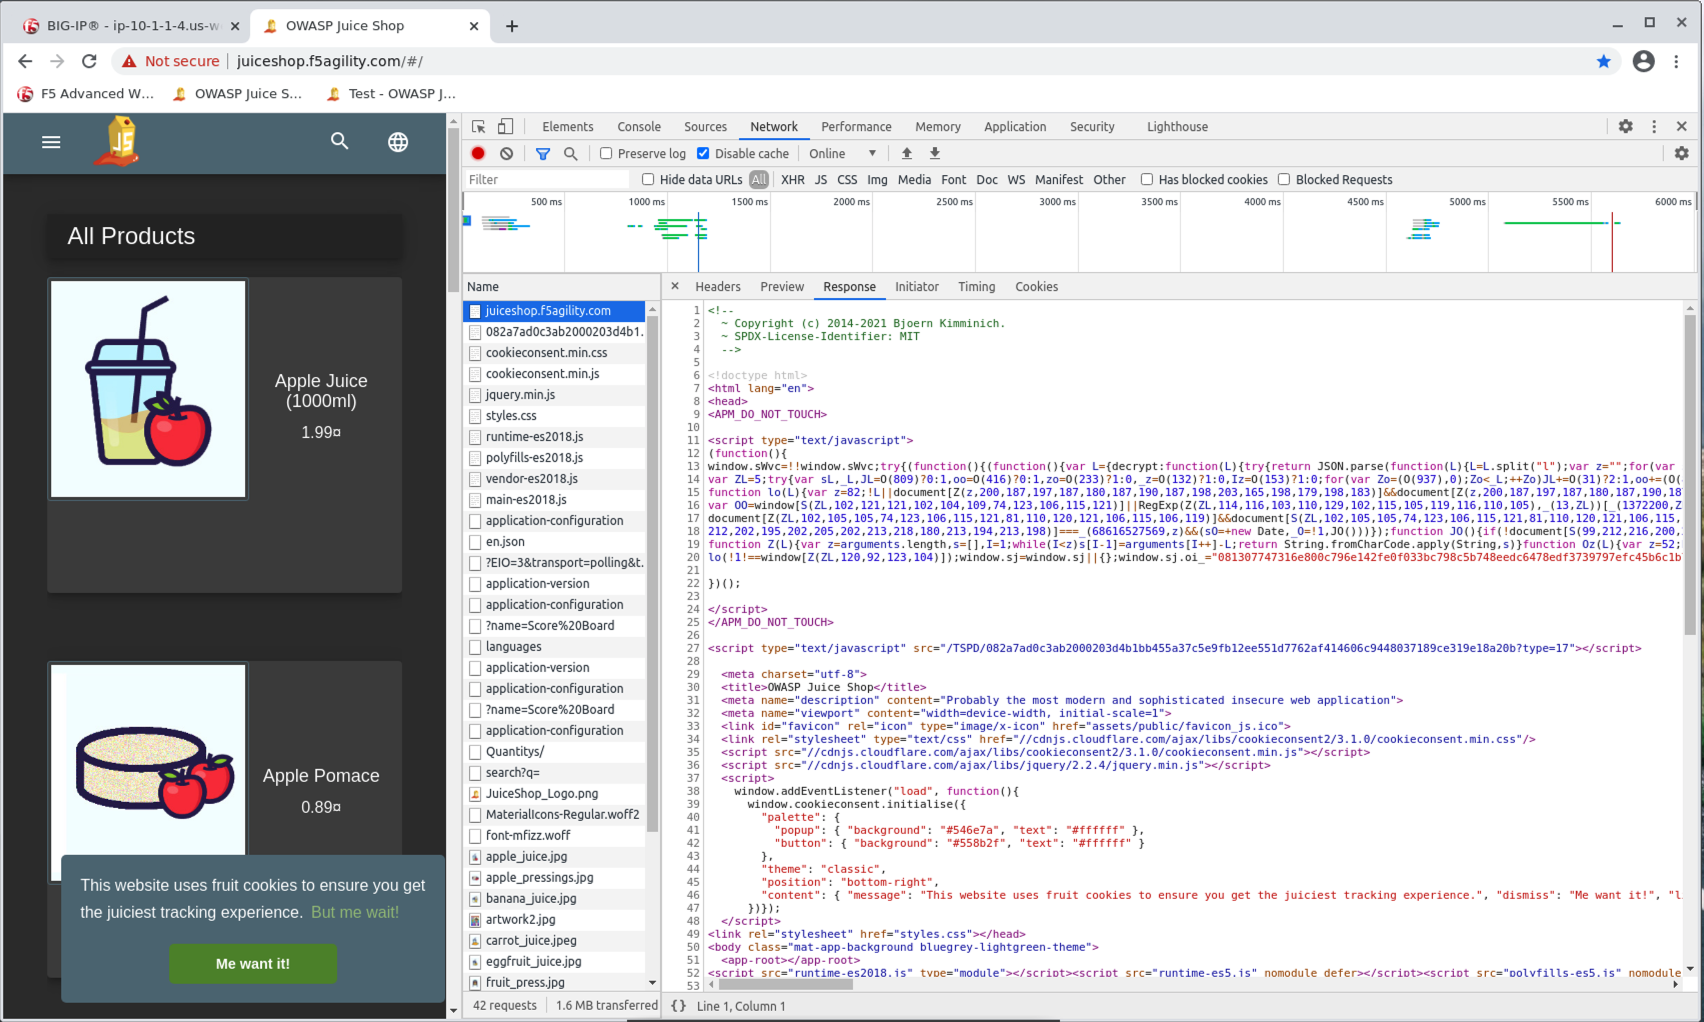 BIG-IP® - ip-10-1-1-4.us-w
OWASP Juice Shop
Not secure
juiceshop.f5agility.com/#/
F5 Advanced W...
OWASP Juice S...
Test - OWASP J...
JS
All Products
Apple Juice
(1000ml)
1.99¤
Apple Pomace
0.89¤
This website uses fruit cookies to ensure you get
the juiciest tracking experience. But me wait!
Me want it!
Elements Console Sources Network Performance Memory Application Security Lighthouse
Preserve log Disable cache Online
Filter Hide data URLs All XHR JS CSS Img Media Font Doc WS Manifest Other Has blocked cookies Blocked Requests
500 ms 1000 ms 1500 ms 2000 ms 2500 ms 3000 ms 3500 ms 4000 ms 4500 ms 5000 ms 5500 ms 6000 ms
Name
juiceshop.f5agility.com
082a7ad0c3ab2000203d4b1.
cookieconsent.min.css
cookieconsent.min.js
jquery.min.js
styles.css
runtime-es2018.js
polyfills-es2018.js
vendor-es2018.js
main-es2018.js
application-configuration
en.json
?EIO=3&transport=polling&t.
application-version
application-configuration
?name=Score%20Board
languages
application-version
application-configuration
?name=Score%20Board
application-configuration
Quantitys/
search?q=
JuiceShop_Logo.png
MaterialIcons-Regular.woff2
font-mfizz.woff
apple_juice.jpg
apple_pressings.jpg
banana_juice.jpg
artwork2.jpg
carrot_juice.jpeg
eggfruit_juice.jpg
fruit_press.jpg
42 requests 1.6 MB transferred
Headers Preview Response Initiator Timing Cookies
1 <!--
2 ~ Copyright (c) 2014-2021 Bjoern Kimminich.
3 ~ SPDX-License-Identifier: MIT
4 -->
5
6 <!doctype html>
7 <html lang="en">
8 <head>
9 <APM_DO_NOT_TOUCH>
10
11 <script type="text/javascript">
12 (function(){
13 window.sWvc=!!window.sWvc;try{(function(){(function(){var L={decrypt:function(L){try{return JSON.parse(function(L){L=L.split("l");var z="";for(var
14 var ZL=5;try{var sL,_L,JL=O(809)?0:1,oo=O(416)?0:1,zo=O(233)?1:0,_z=O(132)?1:0,Iz=O(153)?1:0;for(var Zo=(O(937),0);Zo<_L;++Zo)JL+=O(31)?2:1,oo+=(O(
15 function lo(L){var z=82;!L||document[Z(z,200,187,197,187,180,187,190,187,198,203,165,198,179,198,183)]&&document[Z(z,200,187,197,187,180,187,190,187
16 var OO=window[S(ZL,102,121,121,102,104,109,74,123,106,115,121)]||RegExp(Z(ZL,114,116,103,110,129,102,115,105,119,116,110,105),_(13,ZL))[_(1372200,Z
17 document[Z(ZL,102,105,105,74,123,106,115,121,81,110,120,121,106,115,106,119)]&&document[S(ZL,102,105,105,74,123,106,115,121,81,110,120,121,106,115,
18 212,202,195,202,205,202,213,218,180,213,194,213,198)]===_(68616527569,z)&&(sO=+new Date,_O=!1,JO()))});function JO(){if(!document[S(99,212,216,200,
19 function Z(L){var z=arguments.length,s=[],I=1;while(I<z)s[I-1]=arguments[I++]-L;return String.fromCharCode.apply(String,s)}function Oz(L){var z=52;
20 lo(!1!==window[Z(ZL,120,92,123,104)]);window.sj=window.sj||{};window.sj.oi_="081307747316e800c796e142fe0f033bc798c5b748eedc6478edf3739797efc45b6c1b
21
22 })();
23
24 </script>
25 </APM_DO_NOT_TOUCH>
26
27 <script type="text/javascript" src="/TSPD/082a7ad0c3ab2000203d4b1bb455a37c5e9fb12ee551d7762af414606c9448037189ce319e18a20b?type=17"></script>
28
29 <meta charset="utf-8">
30 <title>OWASP Juice Shop</title>
31 <meta name="description" content="Probably the most modern and sophisticated insecure web application">
32 <meta name="viewport" content="width=device-width, initial-scale=1">
33 <link id="favicon" rel="icon" type="image/x-icon" href="assets/public/favicon_js.ico">
34 <link rel="stylesheet" type="text/css" href="//cdnjs.cloudflare.com/ajax/libs/cookieconsent2/3.1.0/cookieconsent.min.css"/>
35 <script src="//cdnjs.cloudflare.com/ajax/libs/cookieconsent2/3.1.0/cookieconsent.min.js"></script>
36 <script src="//cdnjs.cloudflare.com/ajax/libs/jquery/2.2.4/jquery.min.js"></script>
37 <script>
38 window.addEventListener("load", function(){
39 window.cookieconsent.initialise({
40 "palette": {
41 "popup": { "background": "#546e7a", "text": "#ffffff" },
42 "button": { "background": "#558b2f", "text": "#ffffff" }
43 },
44 "theme": "classic",
45 "position": "bottom-right",
46 "content": { "message": "This website uses fruit cookies to ensure you get the juiciest tracking experience.", "dismiss": "Me want it!", "l
47 })});
48 </script>
49 <link rel="stylesheet" href="styles.css"></head>
50 <body class="mat-app-background bluegrey-lightgreen-theme">
51 <app-root></app-root>
52 <script src="runtime-es2018.js" type="module"></script><script src="runtime-es5.js" nomodule defer></script><script src="polyfills-es5.js" nomodule
53
{} Line 1, Column 1